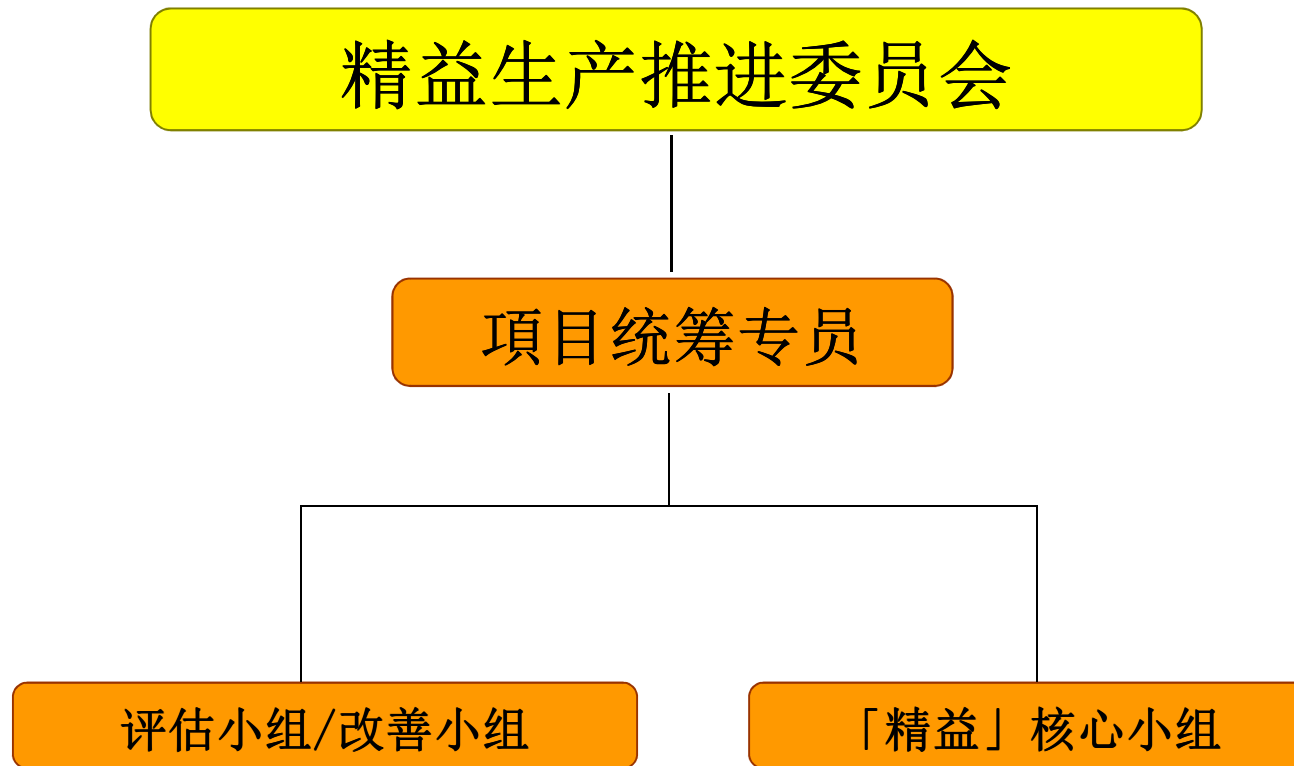 精益生产推进委员会
項目统筹专员
评估小组/改善小组
「精益」核心小组